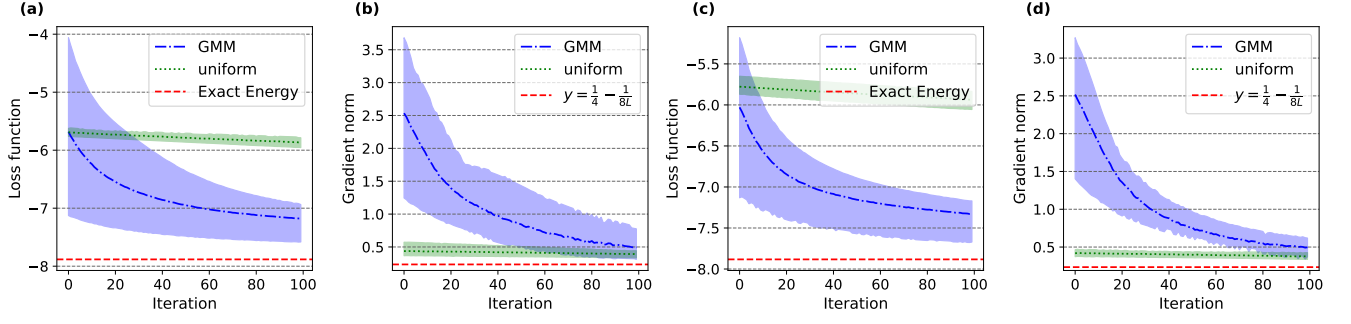 (a)
Loss function
−4
−5
−6
−7
−8
0 20 40 60 80 100
Iteration
GMM
uniform
Exact Energy
(b)
Gradient norm
3.5
3.0
2.5
2.0
1.5
1.0
0.5
0 20 40 60 80 100
Iteration
GMM
uniform
y = 1/4 − 1/8L
(c)
Loss function
−5.5
−6.0
−6.5
−7.0
−7.5
−8.0
0 20 40 60 80 100
Iteration
GMM
uniform
Exact Energy
(d)
Gradient norm
3.0
2.5
2.0
1.5
1.0
0.5
0 20 40 60 80 100
Iteration
GMM
uniform
y = 1/4 − 1/8L